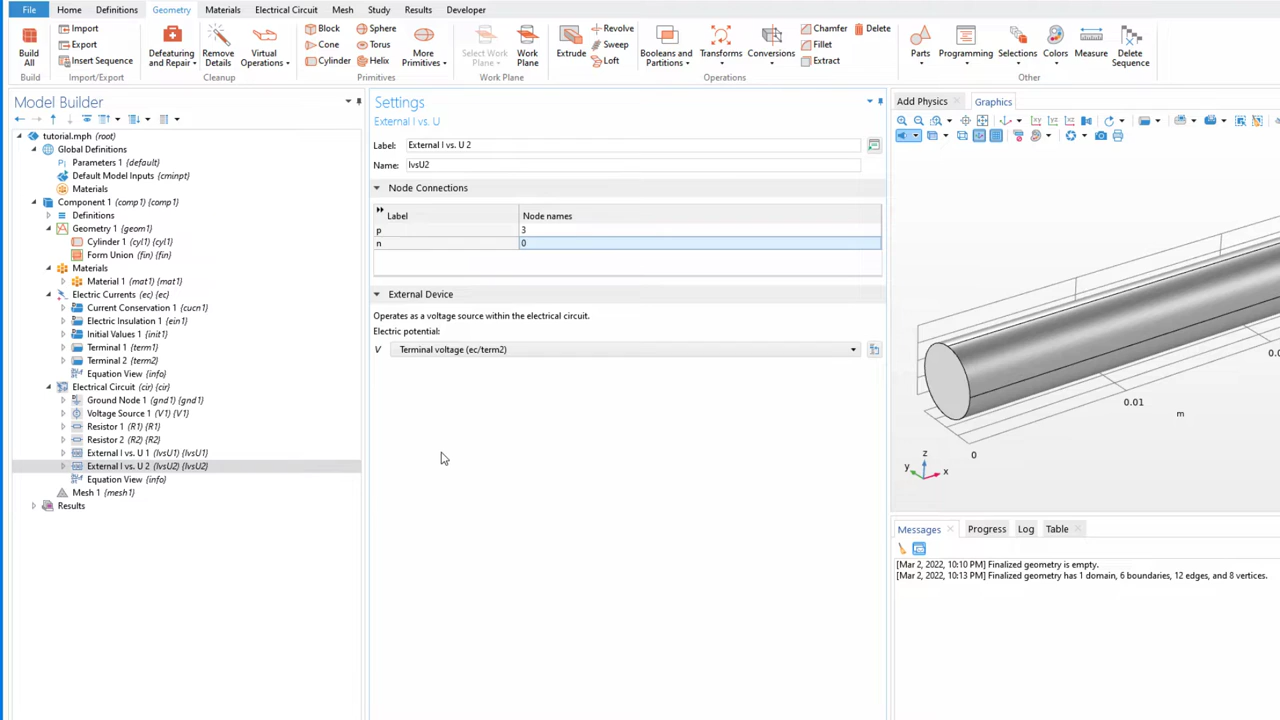 File Home Definitions Geometry Materials Electrical Circuit Mesh Study Results Developer
Build All
Build
Import
Export
Insert Sequence
Import/Export
Defeaturing and Repair
Remove Details
Virtual Operations
Cleanup
Block Sphere
Cone Torus
Cylinder Helix
More Primitives
Primitives
Select Work Plane
Work Plane
Work Plane
Extrude
Revolve
Sweep
Loft
Booleans and Partitions
Transforms
Conversions
Chamfer
Fillet
Extract
Delete
Operations
Parts
Programming
Selections
Colors
Measure
Delete Sequence
Other
Model Builder
tutorial.mph (root)
Global Definitions
Parameters 1 (default)
Default Model Inputs (cminpt)
Materials
Component 1 (comp1) {comp1}
Definitions
Geometry 1 {geom1}
Cylinder 1 (cyl1) {cyl1}
Form Union (fin) {fin}
Materials
Material 1 (mat1) {mat1}
Electric Currents (ec) {ec}
Current Conservation 1 {cucn1}
Electric Insulation 1 {ein1}
Initial Values 1 {init1}
Terminal 1 {term1}
Terminal 2 {term2}
Equation View {info}
Electrical Circuit (cir) {cir}
Ground Node 1 (gnd1) {gnd1}
Voltage Source 1 (V1) {V1}
Resistor 1 (R1) {R1}
Resistor 2 (R2) {R2}
External I vs. U 1 (IvsU1) {IvsU1}
External I vs. U 2 (IvsU2) {IvsU2}
Equation View {info}
Mesh 1 {mesh1}
Results
Settings
External I vs. U
Label: External I vs. U 2
Name: IvsU2
Node Connections
Label Node names
p 3
n 0
External Device
Operates as a voltage source within the electrical circuit.
Electric potential:
V Terminal voltage (ec/term2)
Add Physics Graphics
0.01
m
0
0.0
z
y x
Messages Progress Log Table
[Mar 2, 2022, 10:10 PM] Finalized geometry is empty.
[Mar 2, 2022, 10:13 PM] Finalized geometry has 1 domain, 6 boundaries, 12 edges, and 8 vertices.